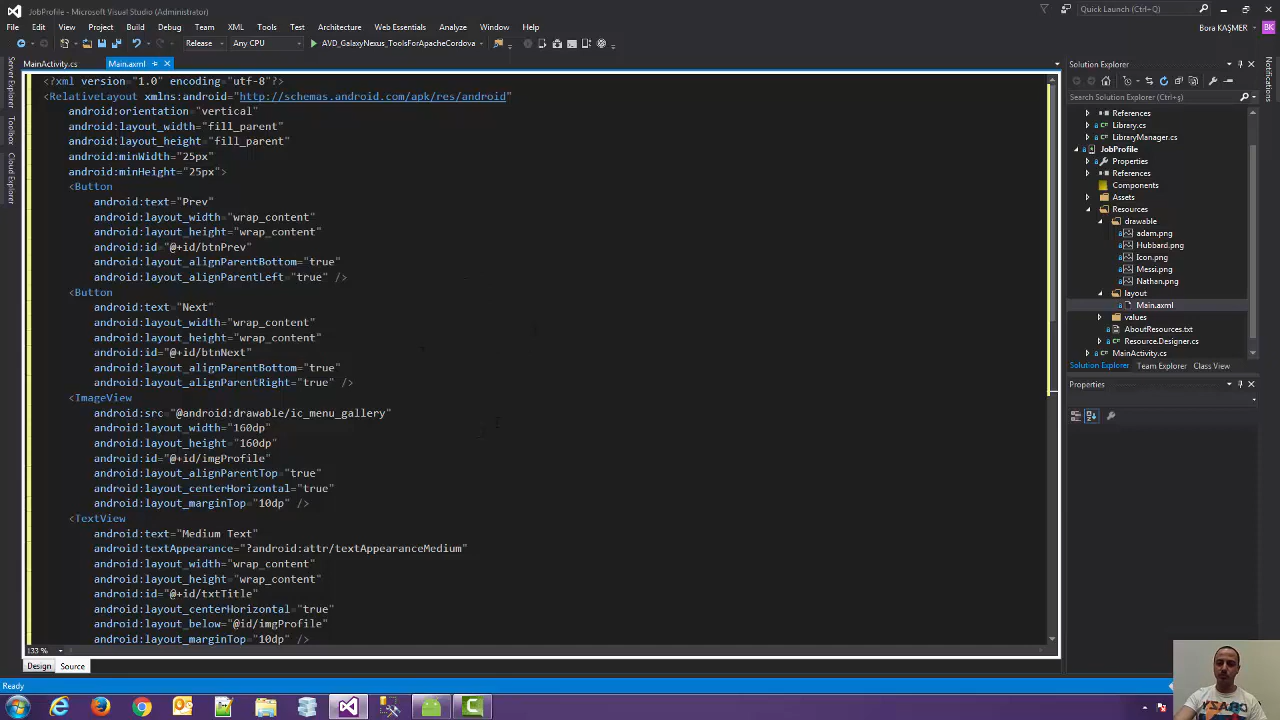 JobProfile - Microsoft Visual Studio (Administrator)
Quick Launch (Ctrl+Q)
File Edit View Project Build Debug Team XML Tools Test Architecture Web Essentials Analyze Android Window Help
Bora KAŞMER
BK
Release Any CPU AVD_GalaxyNexus_ToolsForApacheCordova
MainActivity.cs Main.axml
Server Explorer
Toolbox
Cloud Explorer
<?xml version="1.0" encoding="utf-8"?>
<RelativeLayout xmlns:android="http://schemas.android.com/apk/res/android"
android:orientation="vertical"
android:layout_width="fill_parent"
android:layout_height="fill_parent"
android:minWidth="25px"
android:minHeight="25px">
<Button
android:text="Prev"
android:layout_width="wrap_content"
android:layout_height="wrap_content"
android:id="@+id/btnPrev"
android:layout_alignParentBottom="true"
android:layout_alignParentLeft="true" />
<Button
android:text="Next"
android:layout_width="wrap_content"
android:layout_height="wrap_content"
android:id="@+id/btnNext"
android:layout_alignParentBottom="true"
android:layout_alignParentRight="true" />
<ImageView
android:src="@android:drawable/ic_menu_gallery"
android:layout_width="160dp"
android:layout_height="160dp"
android:id="@+id/imgProfile"
android:layout_alignParentTop="true"
android:layout_centerHorizontal="true"
android:layout_marginTop="10dp" />
<TextView
android:text="Medium Text"
android:textAppearance="?android:attr/textAppearanceMedium"
android:layout_width="wrap_content"
android:layout_height="wrap_content"
android:id="@+id/txtTitle"
android:layout_centerHorizontal="true"
android:layout_below="@id/imgProfile"
android:layout_marginTop="10dp" />
133 %
Design Source
Ready
Solution Explorer
Search Solution Explorer (Ctrl+ş)
References
Library.cs
LibraryManager.cs
JobProfile
Properties
References
Components
Assets
Resources
drawable
adam.png
Hubbard.png
Icon.png
Messi.png
Nathan.png
layout
Main.axml
values
AboutResources.txt
Resource.Designer.cs
MainActivity.cs
Solution Explorer Team Explorer Class View
Properties
Notifications
CRAZY